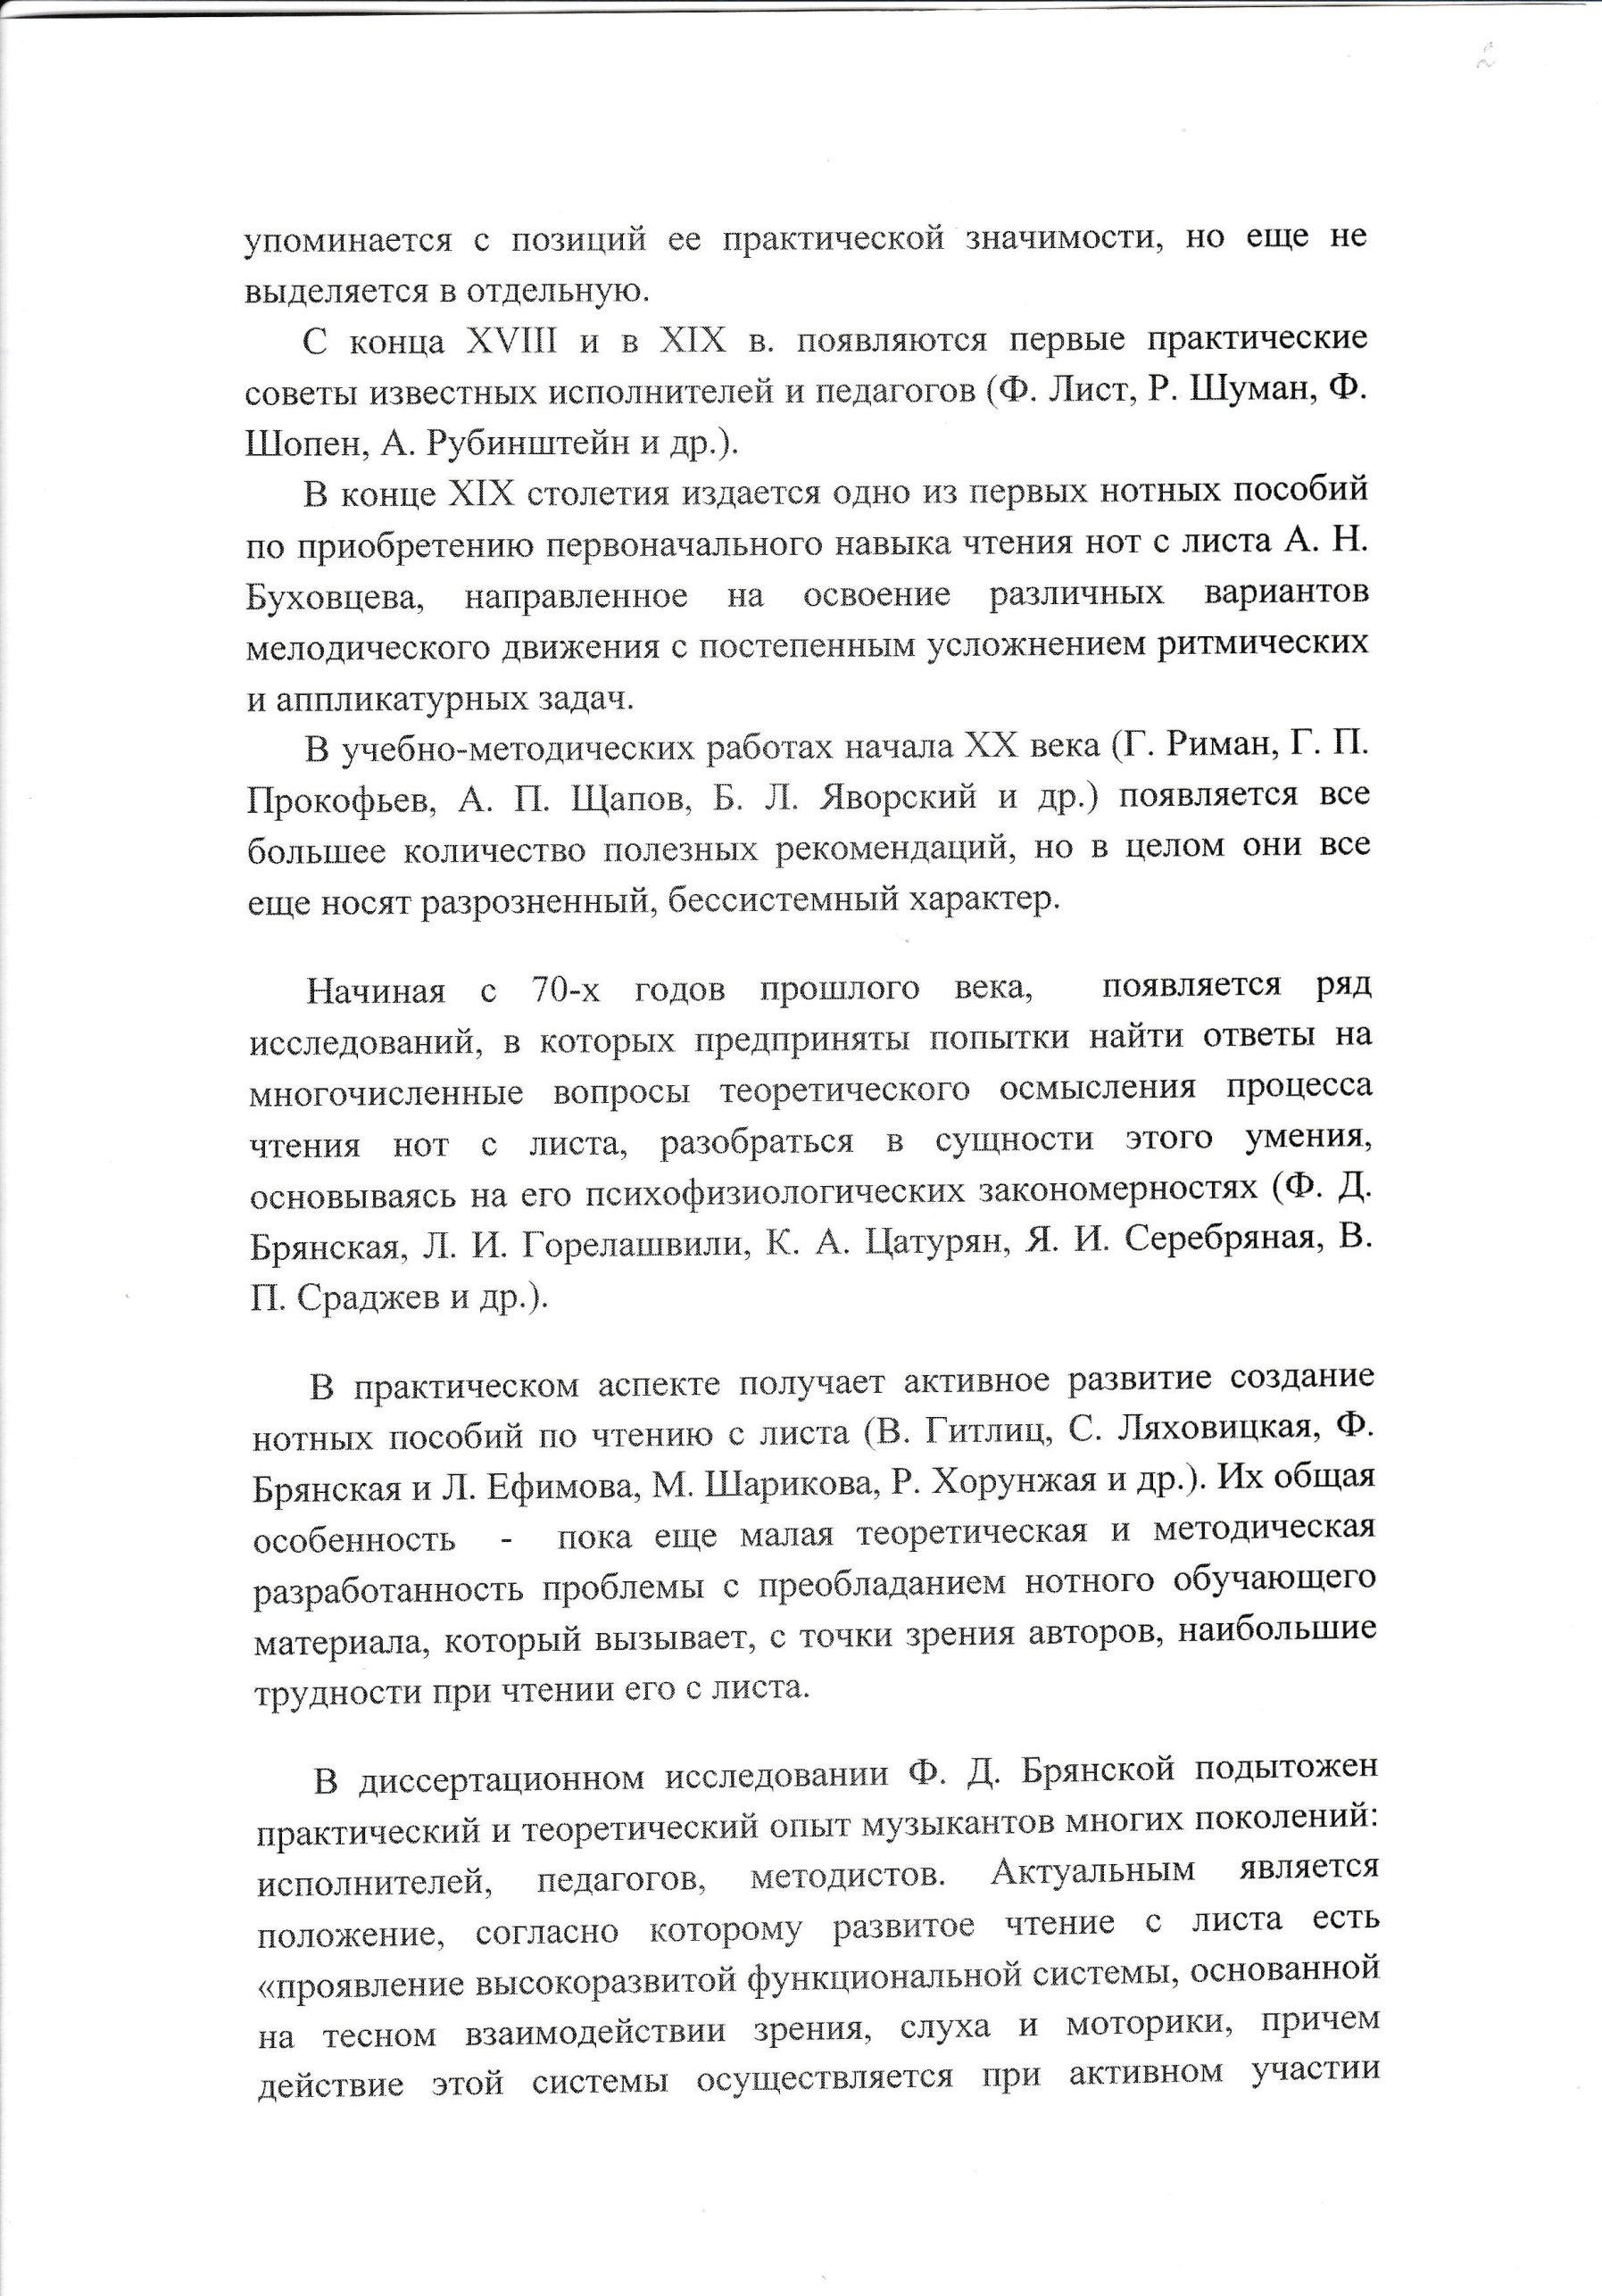 2
упоминается с позиций ее практической значимости, но еще не
выделяется в отдельную.
С конца XVIII и в XIX в. появляются первые практические
советы известных исполнителей и педагогов (Ф. Лист, Р. Шуман, Ф.
Шопен, А. Рубинштейн и др.).
В конце XIX столетия издается одно из первых нотных пособий
по приобретению первоначального навыка чтения нот с листа А. Н.
Буховцева, направленное на освоение различных вариантов
мелодического движения с постепенным усложнением ритмических
и аппликатурных задач.
В учебно-методических работах начала XX века (Г. Риман, Г. П.
Прокофьев, А. П. Щапов, Б. Л. Яворский и др.) появляется все
большее количество полезных рекомендаций, но в целом они все
еще носят разрозненный, бессистемный характер.
Начиная с 70-х годов прошлого века, появляется ряд
исследований, в которых предприняты попытки найти ответы на
многочисленные вопросы теоретического осмысления процесса
чтения нот с листа, разобраться в сущности этого умения,
основываясь на его психофизиологических закономерностях (Ф. Д.
Брянская, Л. И. Горелашвили, К. А. Цатурян, Я. И. Серебряная, В.
П. Сраджев и др.).
В практическом аспекте получает активное развитие создание
нотных пособий по чтению с листа (В. Гитлиц, С. Ляховицкая, Ф.
Брянская и Л. Ефимова, М. Шарикова, Р. Хорунжая и др.). Их общая
особенность - пока еще малая теоретическая и методическая
разработанность проблемы с преобладанием нотного обучающего
материала, который вызывает, с точки зрения авторов, наибольшие
трудности при чтении его с листа.
В диссертационном исследовании Ф. Д. Брянской подытожен
практический и теоретический опыт музыкантов многих поколений:
исполнителей, педагогов, методистов. Актуальным является
положение, согласно которому развитое чтение с листа есть
«проявление высокоразвитой функциональной системы, основанной
на тесном взаимодействии зрения, слуха и моторики, причем
действие этой системы осуществляется при активном участии